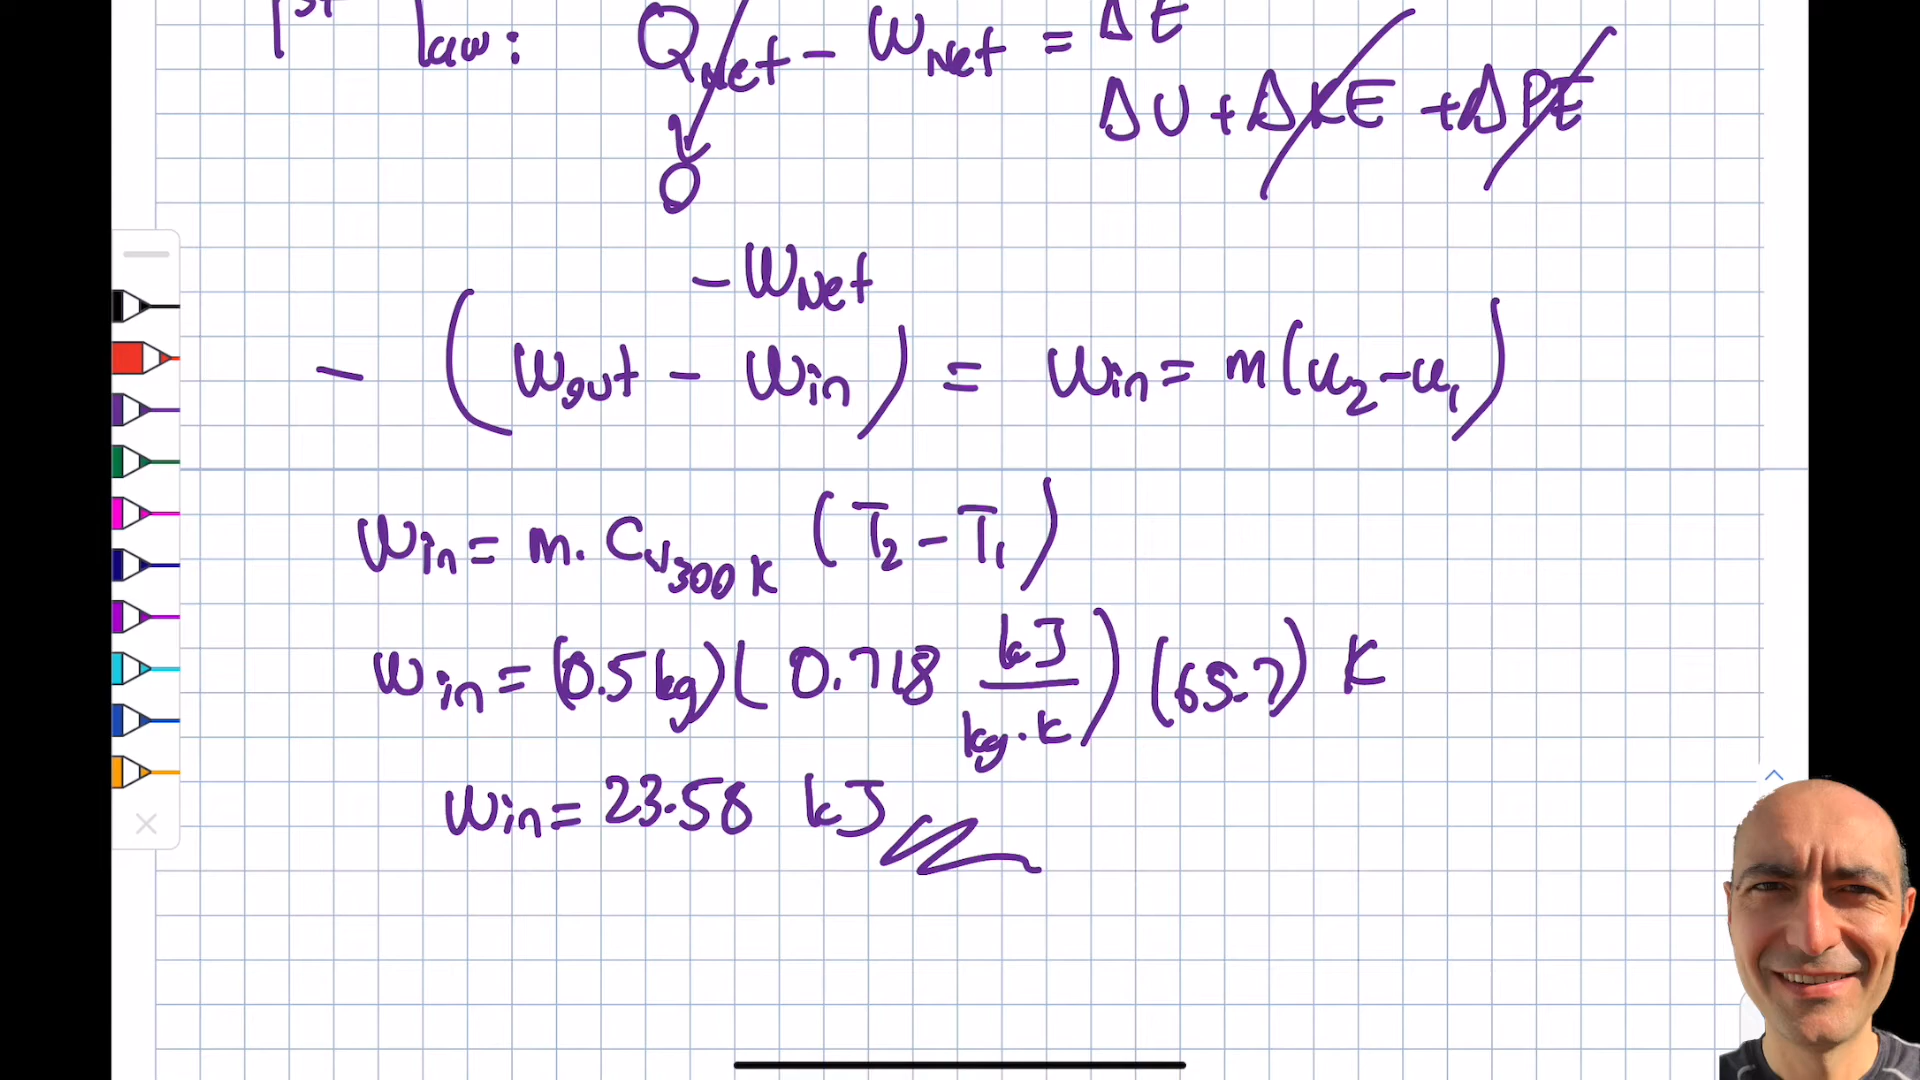 1st law: QNet - WNet = ΔE
ΔU + ΔKE + ΔPE
0
- WNet
- (Wout - Win) = Win = m(u2-u1)
Win = m. Cv300K (T2-T1)
Win = (0.5 kg)(0.718 kJ/kg.K) (65.7) K
Win = 23.58 kJ